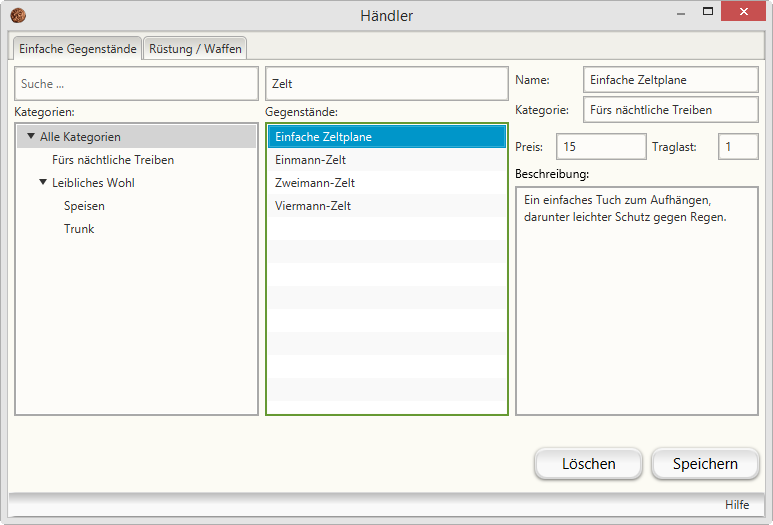 Händler
Einfache Gegenstände
Rüstung / Waffen
Suche ...
Zelt
Kategorien:
Gegenstände:
Alle Kategorien
Fürs nächtliche Treiben
Leibliches Wohl
Speisen
Trunk
Einfache Zeltplane
Einmann-Zelt
Zweimann-Zelt
Viermann-Zelt
Name: Einfache Zeltplane
Kategorie: Fürs nächtliche Treiben
Preis: 15 Traglast: 1
Beschreibung:
Ein einfaches Tuch zum Aufhängen,
darunter leichter Schutz gegen Regen.
Löschen
Speichern
Hilfe